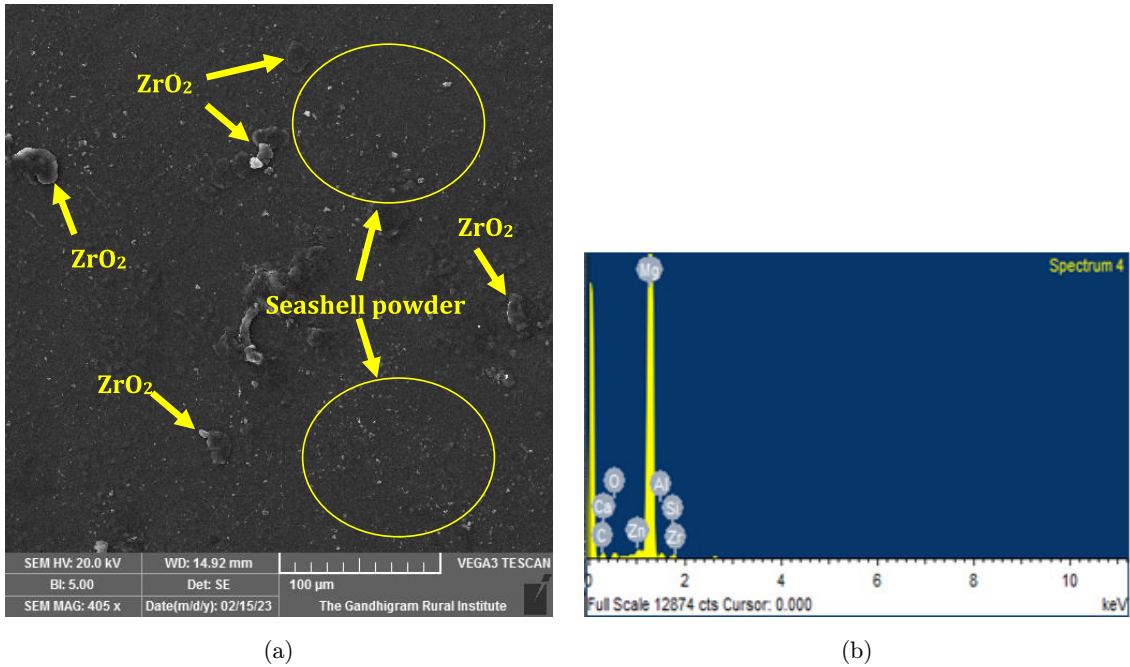 ZrO₂
ZrO₂
ZrO₂
Seashell powder
ZrO₂
SEM HV: 20.0 kV WD: 14.92 mm VEGA3 TESCAN
BI: 5.00 Det: SE 100 µm
SEM MAG: 405 x Date(m/d/y): 02/15/23 The Gandhigram Rural Institute
(a)
Spectrum 4
Mg
O
Al
Ca
Si
Zn
C
Zr
0 2 4 6 8 10
Full Scale 12874 cts Cursor: 0.000 keV
(b)